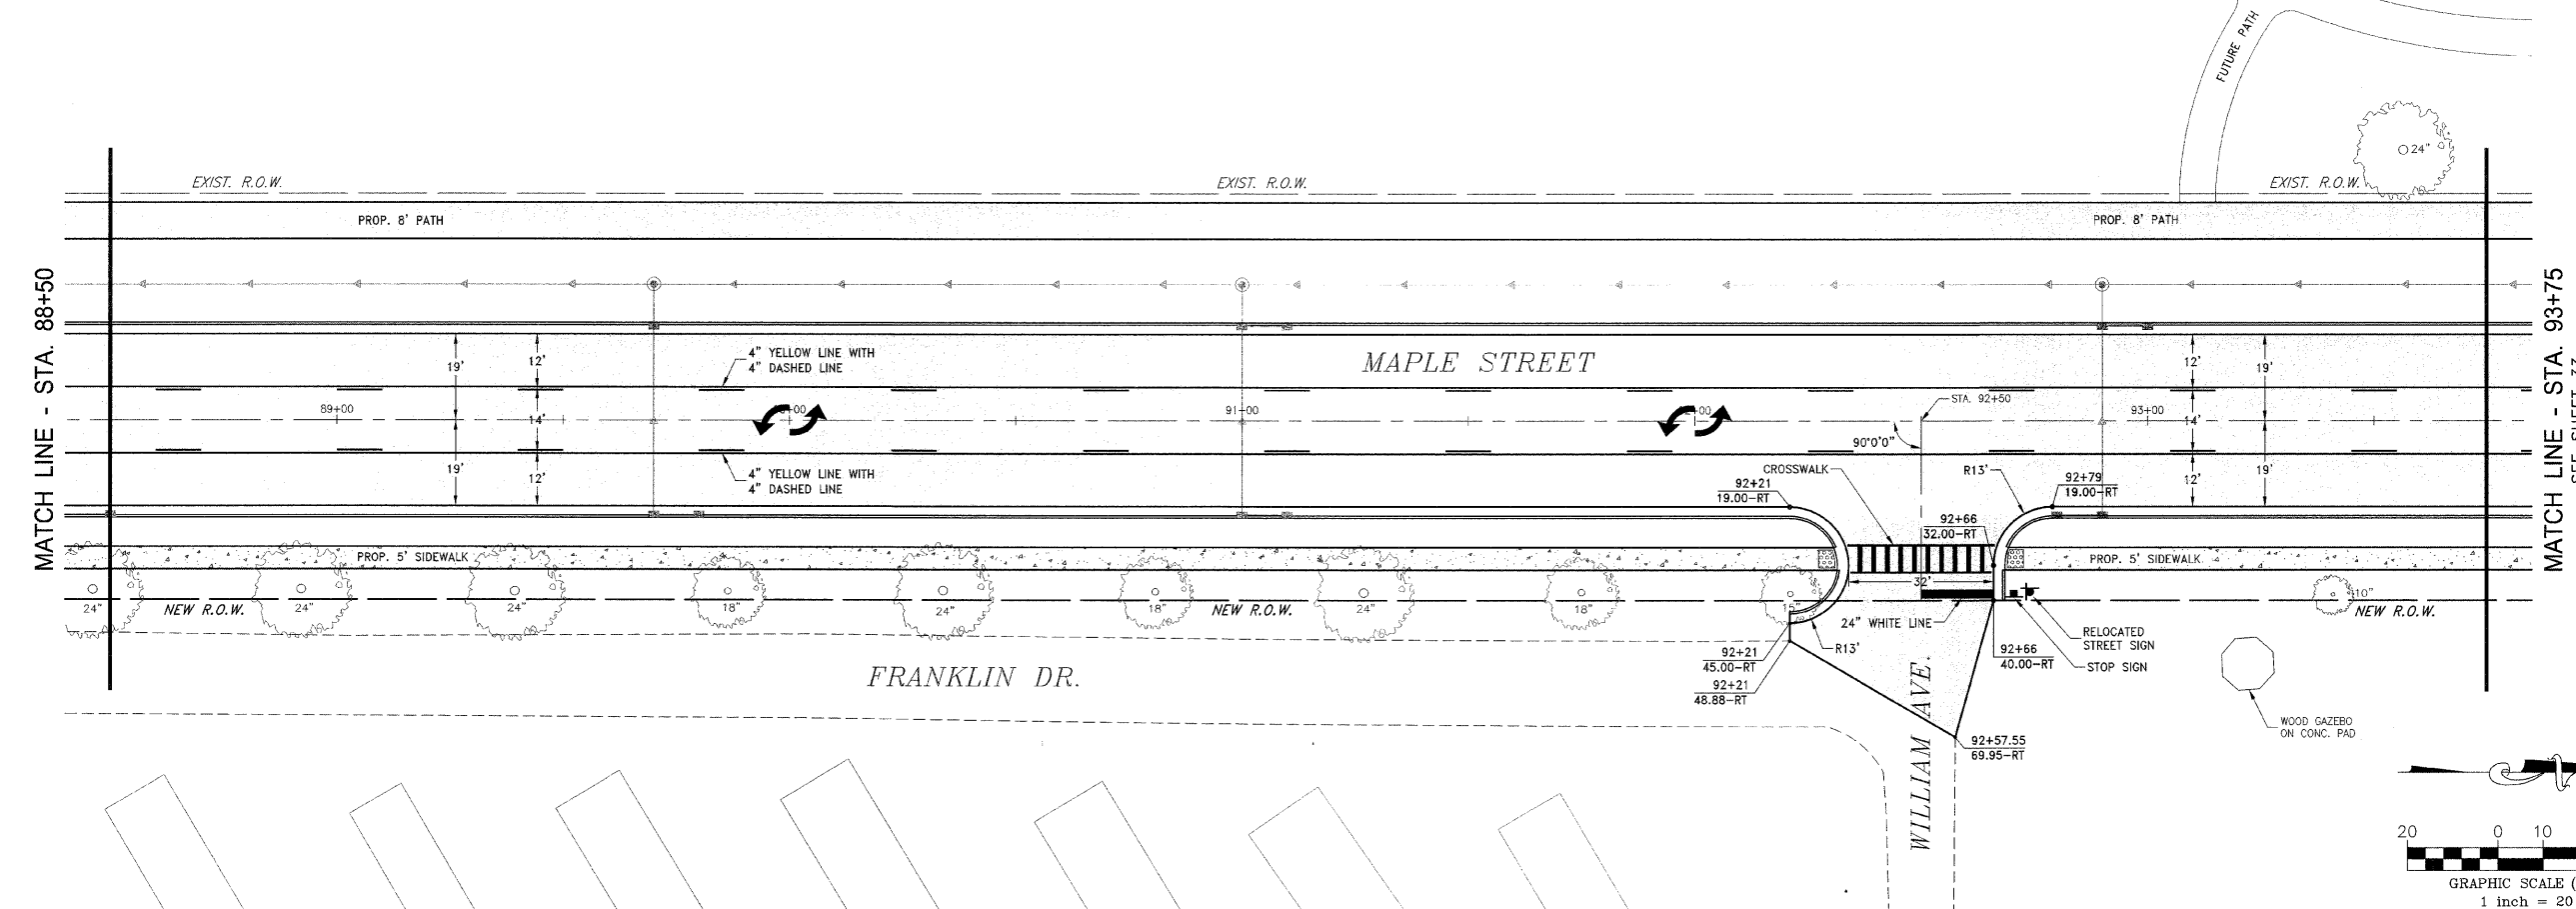 FUTURE PATH
24"
EXIST. R.O.W.
EXIST. R.O.W.
EXIST. R.O.W.
PROP. 8' PATH
PROP. 8' PATH
MATCH LINE - STA. 88+50
MATCH LINE - STA. 93+75
19'
12'
4" YELLOW LINE WITH
4" DASHED LINE
MAPLE STREET
12'
19'
89+00
14'
91+00
STA. 92+50
93+00
14'
90°0'0"
19'
12'
4" YELLOW LINE WITH
4" DASHED LINE
CROSSWALK
R13'
12'
19'
92+21
19.00-RT
92+79
19.00-RT
92+66
32.00-RT
PROP. 5' SIDEWALK
PROP. 5' SIDEWALK
32'
24"
NEW R.O.W.
24"
24"
18"
24"
18"
NEW R.O.W.
24"
18"
15"
10"
NEW R.O.W.
24" WHITE LINE
RELOCATED
STREET SIGN
STOP SIGN
R13'
92+66
40.00-RT
92+21
45.00-RT
92+21
48.88-RT
FRANKLIN DR.
WILLIAM AVE.
WOOD GAZEBO
ON CONC. PAD
92+57.55
69.95-RT
20 0 10
GRAPHIC SCALE (
1 inch = 20